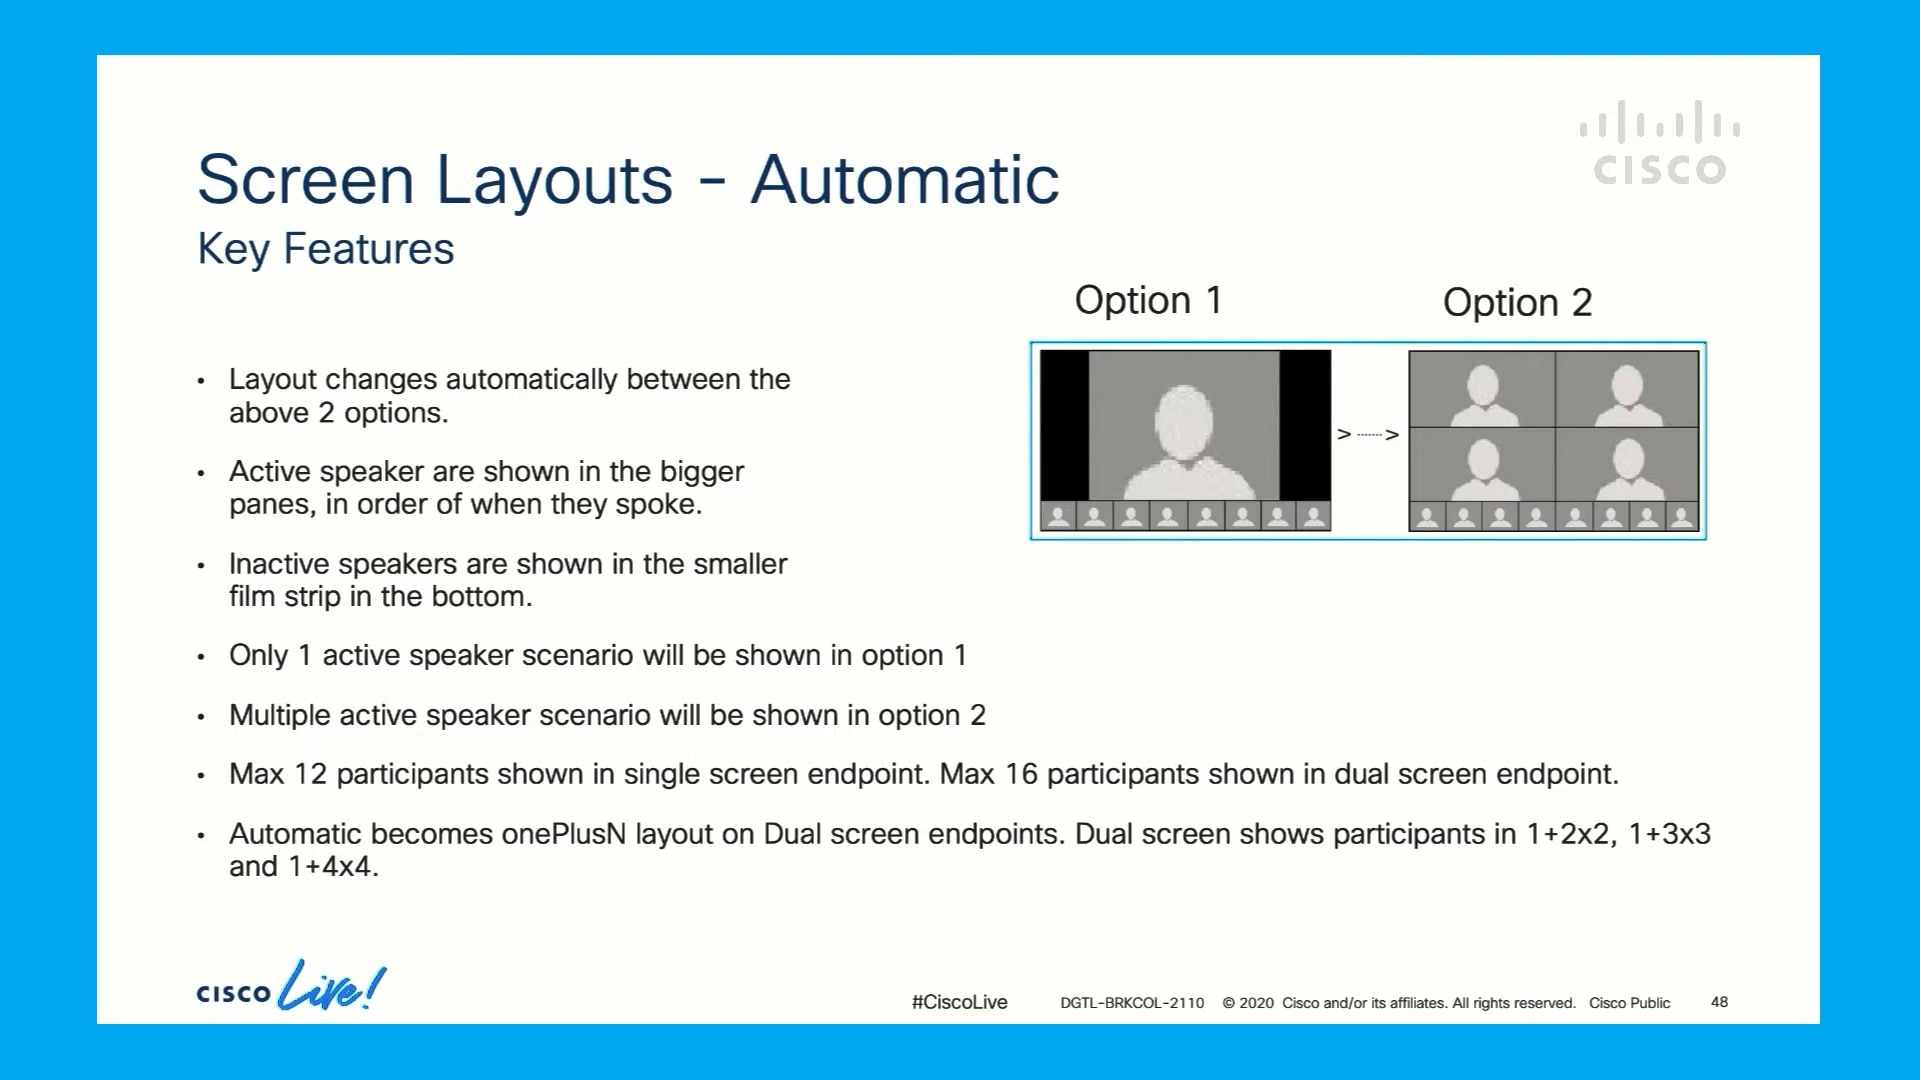 CISCO
Screen Layouts - Automatic
Key Features
Option 1
Option 2
> ------- >
• Layout changes automatically between the
above 2 options.
• Active speaker are shown in the bigger
panes, in order of when they spoke.
• Inactive speakers are shown in the smaller
film strip in the bottom.
• Only 1 active speaker scenario will be shown in option 1
• Multiple active speaker scenario will be shown in option 2
• Max 12 participants shown in single screen endpoint. Max 16 participants shown in dual screen endpoint.
• Automatic becomes onePlusN layout on Dual screen endpoints. Dual screen shows participants in 1+2x2, 1+3x3
and 1+4x4.
CISCO Live!
#CiscoLive DGTL-BRKCOL-2110 © 2020 Cisco and/or its affiliates. All rights reserved. Cisco Public 48